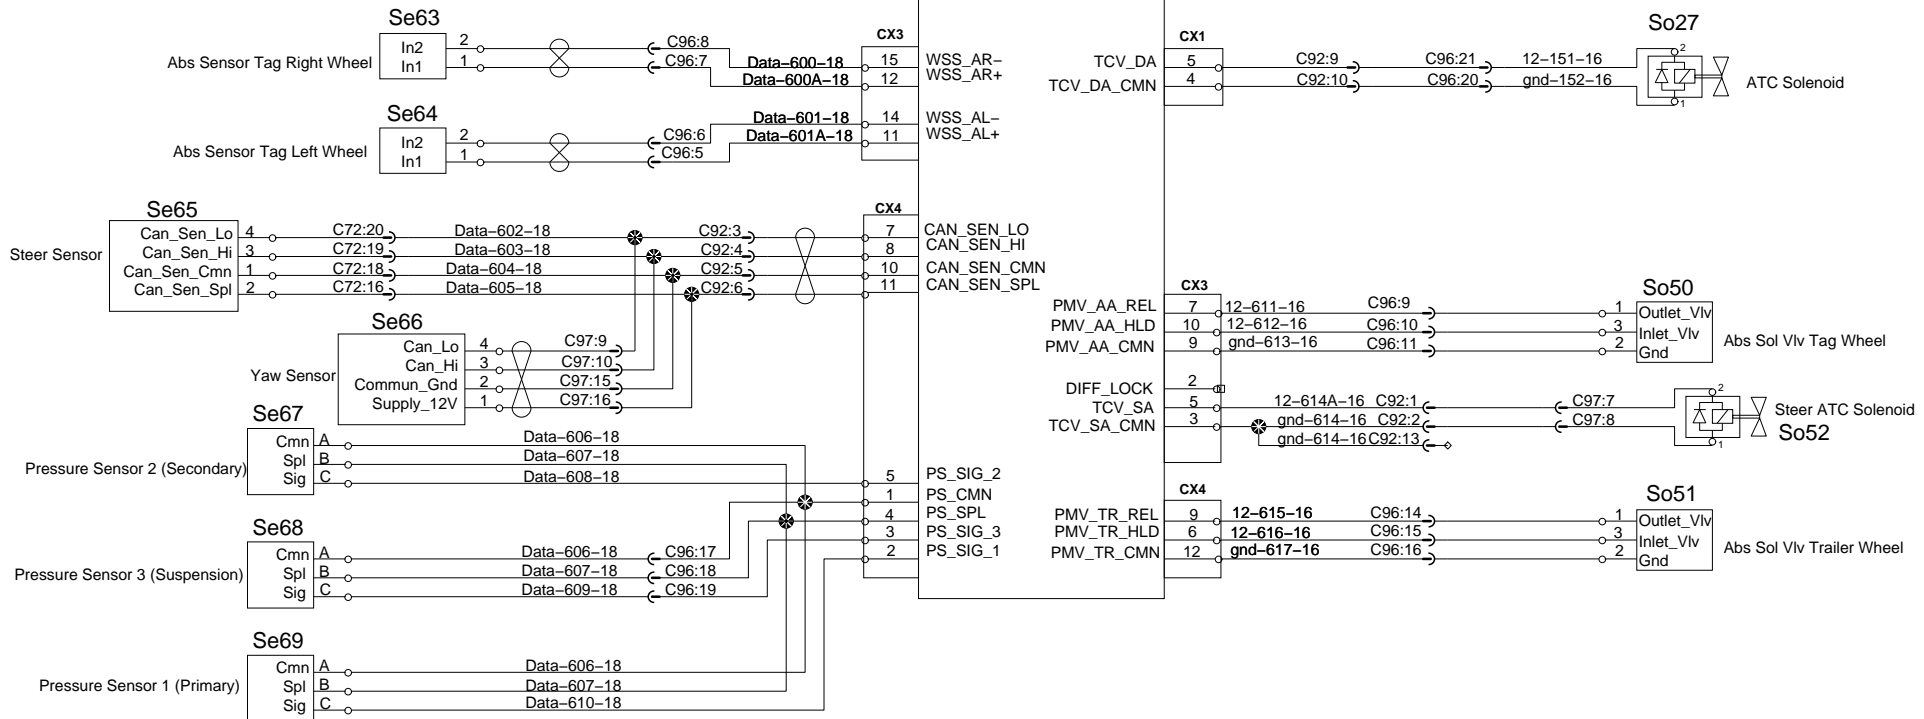 Se63
Abs Sensor Tag Right Wheel
In2 2 C96:8
In1 1 C96:7
CX3
Data-600-18 15 WSS_AR-
Data-600A-18 12 WSS_AR+
Se64
Abs Sensor Tag Left Wheel
In2 2 C96:6
In1 1 C96:5
Data-601-18 14 WSS_AL-
Data-601A-18 11 WSS_AL+
Se65
Steer Sensor
CX4
Can_Sen_Lo 4 C72:20 Data-602-18 C92:3 7 CAN_SEN_LO
Can_Sen_Hi 3 C72:19 Data-603-18 C92:4 8 CAN_SEN_HI
Can_Sen_Cmn 1 C72:18 Data-604-18 C92:5 10 CAN_SEN_CMN
Can_Sen_Spl 2 C72:16 Data-605-18 C92:6 11 CAN_SEN_SPL
Se66
Yaw Sensor
Can_Lo 4 C97:9
Can_Hi 3 C97:10
Commun_Gnd 2 C97:15
Supply_12V 1 C97:16
Se67
Pressure Sensor 2 (Secondary)
Cmn A Data-606-18
Spl B Data-607-18
Sig C Data-608-18
5 PS_SIG_2
1 PS_CMN
4 PS_SPL
3 PS_SIG_3
2 PS_SIG_1
Se68
Pressure Sensor 3 (Suspension)
Cmn A Data-606-18 C96:17
Spl B Data-607-18 C96:18
Sig C Data-609-18 C96:19
Se69
Pressure Sensor 1 (Primary)
Cmn A Data-606-18
Spl B Data-607-18
Sig C Data-610-18
CX1
So27
TCV_DA 5 C92:9 C96:21 12-151-16 2
TCV_DA_CMN 4 C92:10 C96:20 gnd-152-16 1
ATC Solenoid
CX3
So50
PMV_AA_REL 7 12-611-16 C96:9 1 Outlet_Vlv
PMV_AA_HLD 10 12-612-16 C96:10 3 Inlet_Vlv
PMV_AA_CMN 9 gnd-613-16 C96:11 2 Gnd
Abs Sol Vlv Tag Wheel
DIFF_LOCK 2
TCV_SA 5 12-614A-16 C92:1 C97:7 2
TCV_SA_CMN 3 gnd-614-16 C92:2 C97:8 1
gnd-614-16 C92:13
Steer ATC Solenoid
So52
CX4
So51
PMV_TR_REL 9 12-615-16 C96:14 1 Outlet_Vlv
PMV_TR_HLD 6 12-616-16 C96:15 3 Inlet_Vlv
PMV_TR_CMN 12 gnd-617-16 C96:16 2 Gnd
Abs Sol Vlv Trailer Wheel